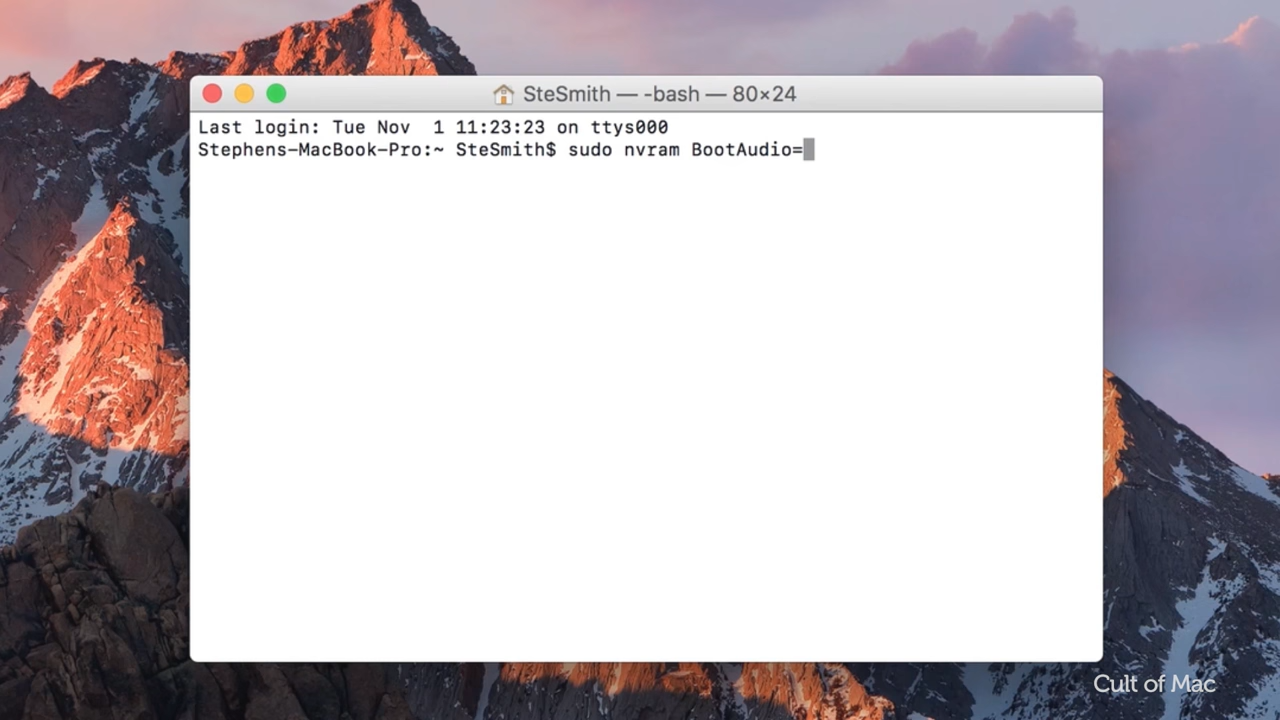 SteSmith — -bash — 80×24
Last login: Tue Nov  1 11:23:23 on ttys000
Stephens-MacBook-Pro:~ SteSmith$ sudo nvram BootAudio=
Cult of Mac